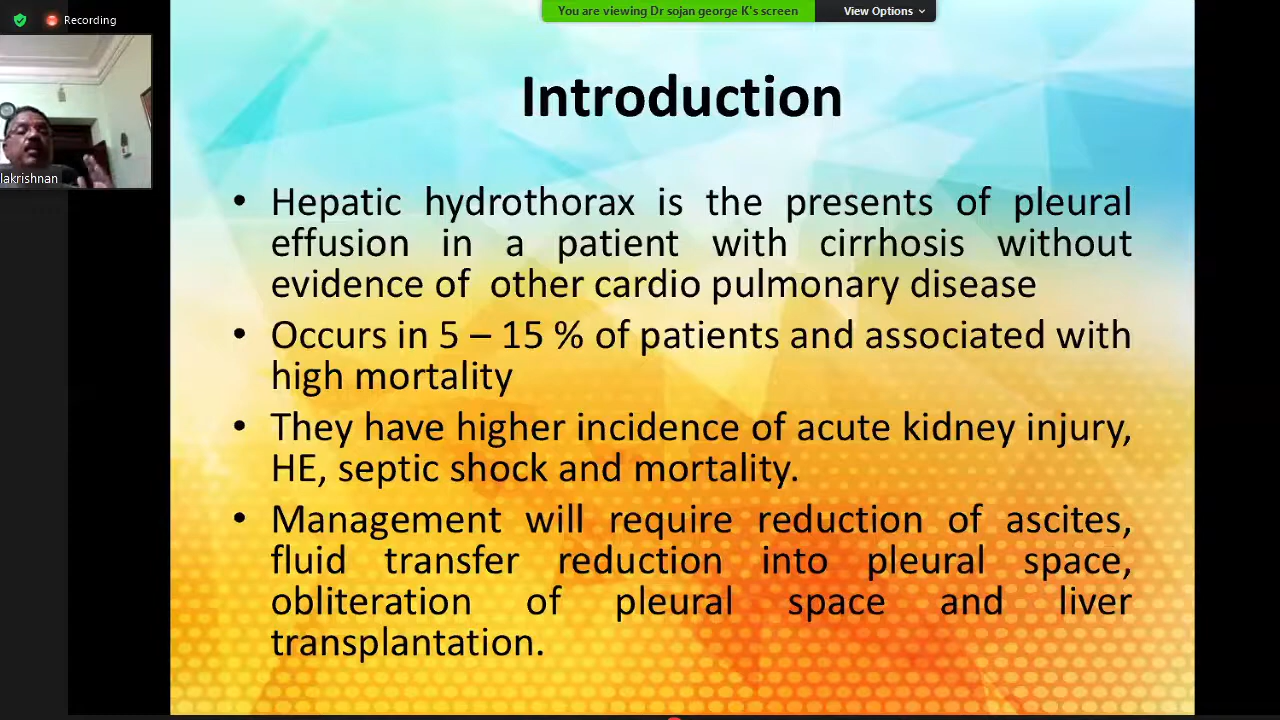 Recording
You are viewing Dr sojan george K's screen
View Options
lakrishnan
Introduction
• Hepatic hydrothorax is the presents of pleural
effusion in a patient with cirrhosis without
evidence of other cardio pulmonary disease
• Occurs in 5 – 15 % of patients and associated with
high mortality
• They have higher incidence of acute kidney injury,
HE, septic shock and mortality.
• Management will require reduction of ascites,
fluid transfer reduction into pleural space,
obliteration of pleural space and liver
transplantation.